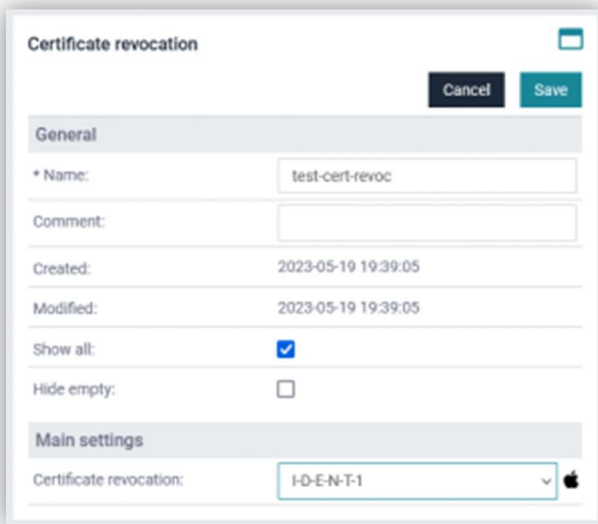 Certificate revocation
Cancel Save
General
* Name: test-cert-revoc
Comment:
Created: 2023-05-19 19:39:05
Modified: 2023-05-19 19:39:05
Show all:
Hide empty:
Main settings
Certificate revocation: I-D-E-N-T-1